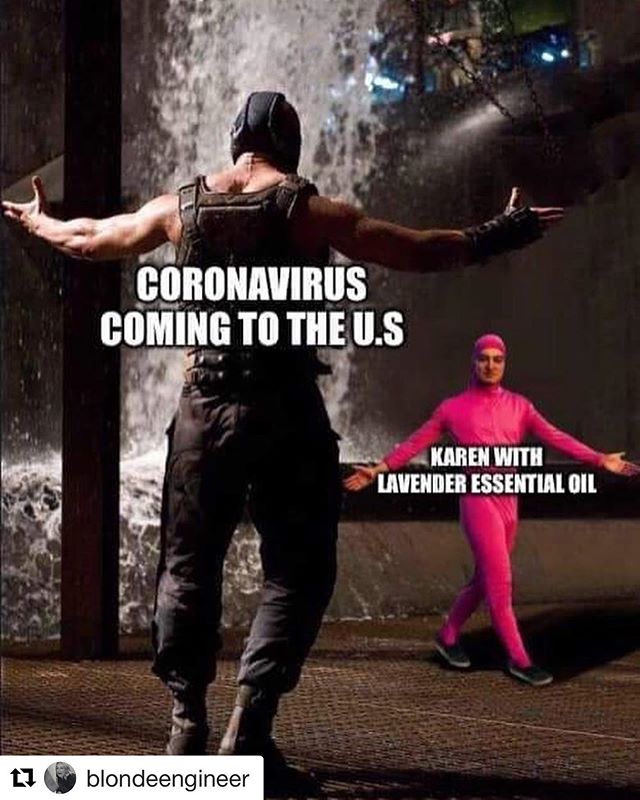 CORONAVIRUS
COMING TO THE U.S
KAREN WITH
LAVENDER ESSENTIAL OIL
blondeengineer